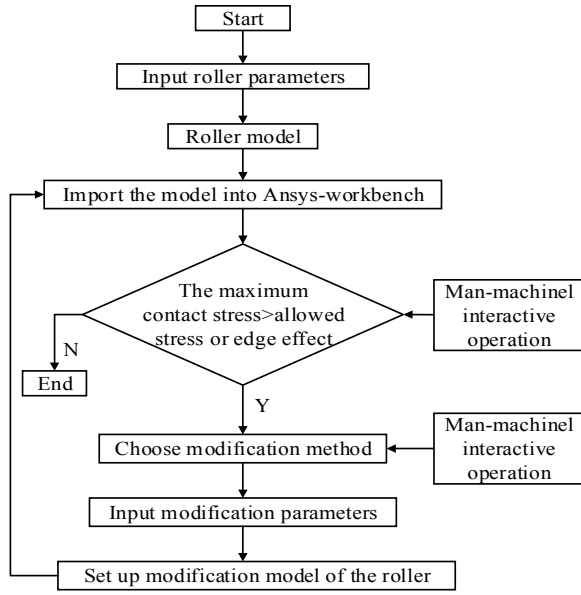 Start
Input roller parameters
Roller model
Import the model into Ansys-workbench
The maximum
contact stress>allowed
stress or edge effect
Man-machinel
interactive
operation
N
End
Y
Choose modification method
Man-machinel
interactive
operation
Input modification parameters
Set up modification model of the roller